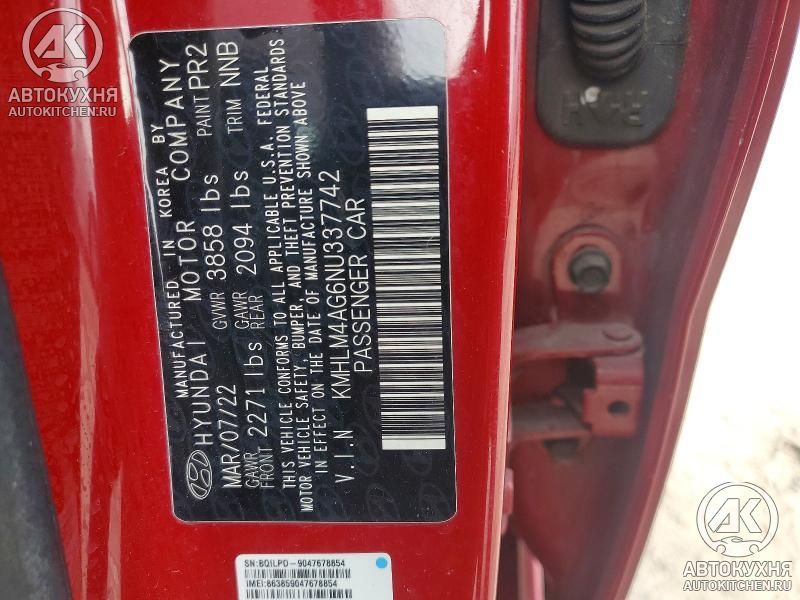 MANUFACTURED IN KOREA BY
HYUNDAI MOTOR COMPANY
MAR/07/22 GVWR 3858 lbs PAINT PR2
GAWR FRONT 2271 lbs GAWR REAR 2094 lbs TRIM NNB
THIS VEHICLE CONFORMS TO ALL APPLICABLE U.S.A. FEDERAL
MOTOR VEHICLE SAFETY, BUMPER, AND THEFT PREVENTION STANDARDS
IN EFFECT ON THE DATE OF MANUFACTURE SHOWN ABOVE
V.I.N KMHLM4AG6NU337742
PASSENGER CAR
SN:BQILPD-9047678854
IMEI:863859047678854
AK
АВТОКУХНЯ
AUTOKITCHEN.RU
AK
АВТОКУХНЯ
AUTOKITCHEN.RU